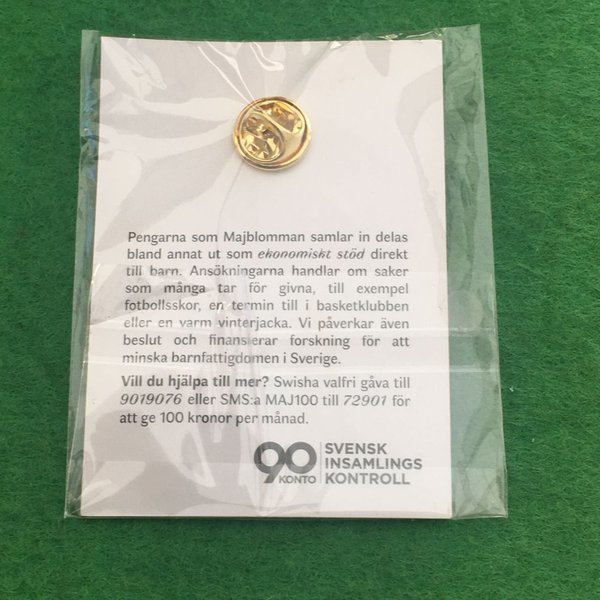 Pengarna som Majblomman samlar in delas
bland annat ut som ekonomiskt stöd direkt
till barn. Ansökningarna handlar om saker
som många tar för givna, till exempel
fotbollsskor, en termin till i basketklubben
eller en varm vinterjacka. Vi påverkar även
beslut och finansierar forskning för att
minska barnfattigdomen i Sverige.
Vill du hjälpa till mer? Swisha valfri gåva till
9019076 eller SMS:a MAJ100 till 72901 för
att ge 100 kronor per månad.
90
KONTO
SVENSK
INSAMLINGS
KONTROLL